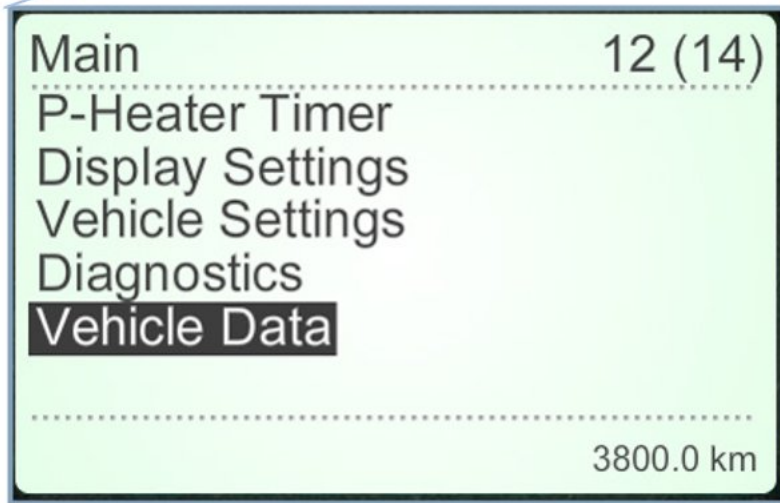 Main 12 (14)
P-Heater Timer
Display Settings
Vehicle Settings
Diagnostics
Vehicle Data
3800.0 km